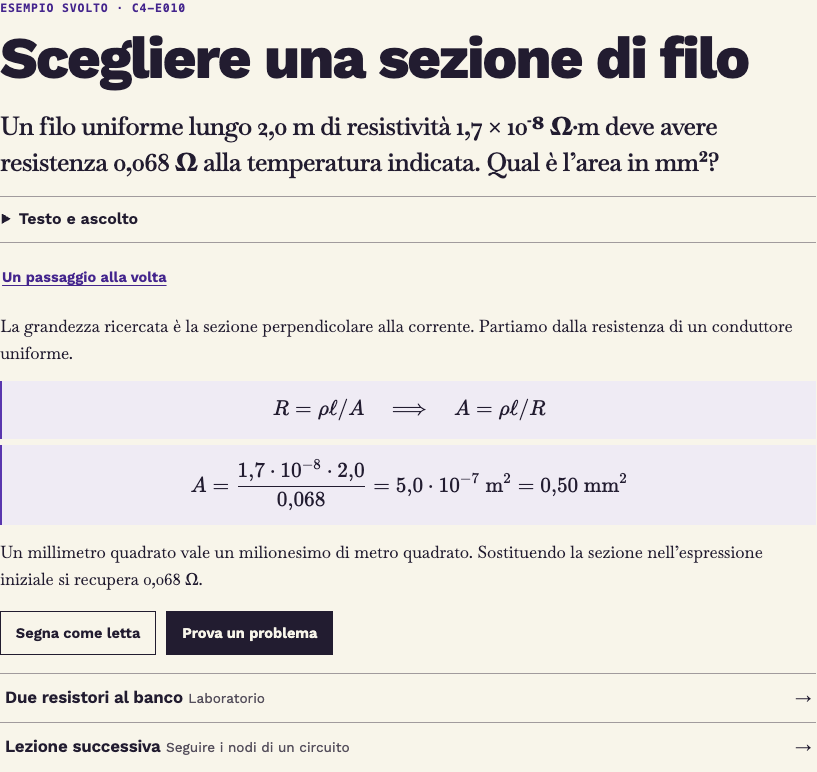 ESEMPIO SVOLTO · C4-E010
Scegliere una sezione di filo
Un filo uniforme lungo 2,0 m di resistività 1,7 × 10⁻⁸ Ω·m deve avere
resistenza 0,068 Ω alla temperatura indicata. Qual è l’area in mm²?
▶ Testo e ascolto
Un passaggio alla volta
La grandezza ricercata è la sezione perpendicolare alla corrente. Partiamo dalla resistenza di un conduttore
uniforme.
R = ρℓ/A ⟹ A = ρℓ/R
A = (1,7 · 10⁻⁸ · 2,0)/(0,068) = 5,0 · 10⁻⁷ m² = 0,50 mm²
Un millimetro quadrato vale un milionesimo di metro quadrato. Sostituendo la sezione nell’espressione
iniziale si recupera 0,068 Ω.
Segna come letta Prova un problema
Due resistori al banco Laboratorio →
Lezione successiva Seguire i nodi di un circuito →